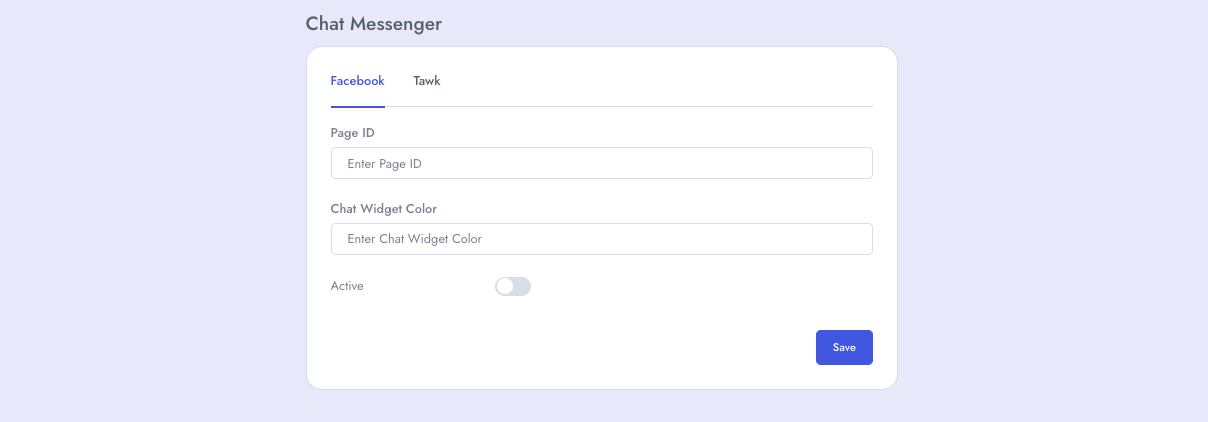 Chat Messenger
Facebook Tawk
Page ID
Enter Page ID
Chat Widget Color
Enter Chat Widget Color
Active
Save